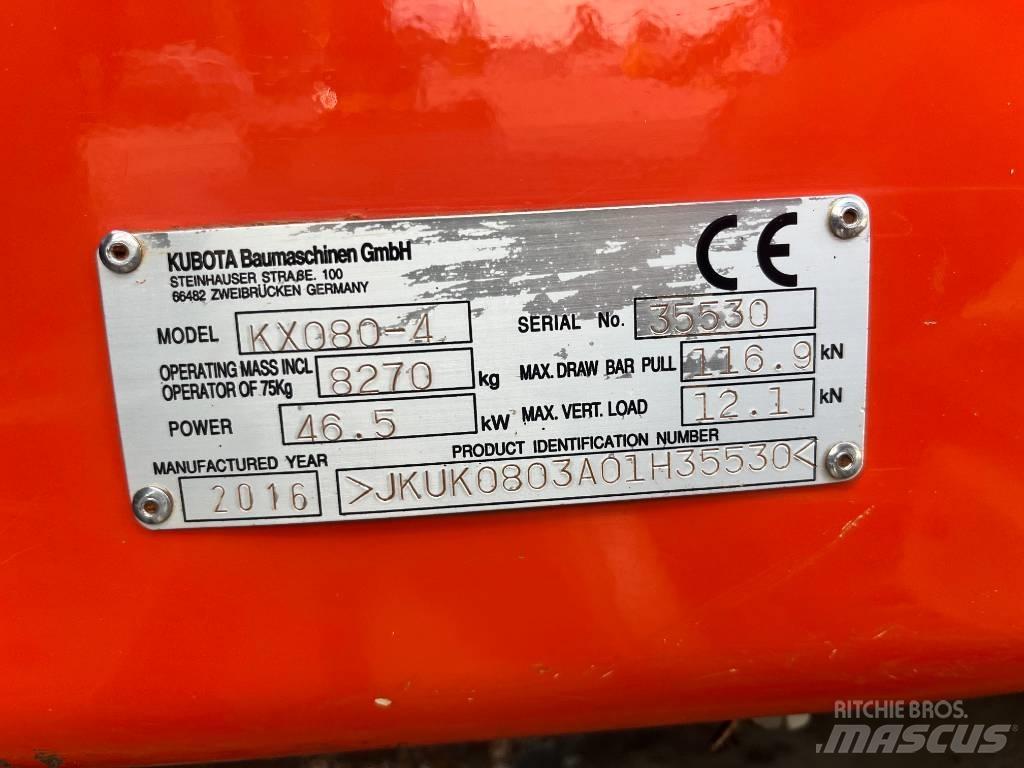 KUBOTA Baumaschinen GmbH
STEINHAUSER STRAßE. 100
66482 ZWEIBRÜCKEN GERMANY
CE
MODEL KX080-4
SERIAL No. 35530
OPERATING MASS INCL
OPERATOR OF 75Kg 8270 kg
MAX. DRAW BAR PULL 116.9 kN
POWER 46.5 kW
MAX. VERT. LOAD 12.1 kN
MANUFACTURED YEAR
2016
PRODUCT IDENTIFICATION NUMBER
>JKUK0803A01H35530<
RITCHIE BROS.
MASCUS